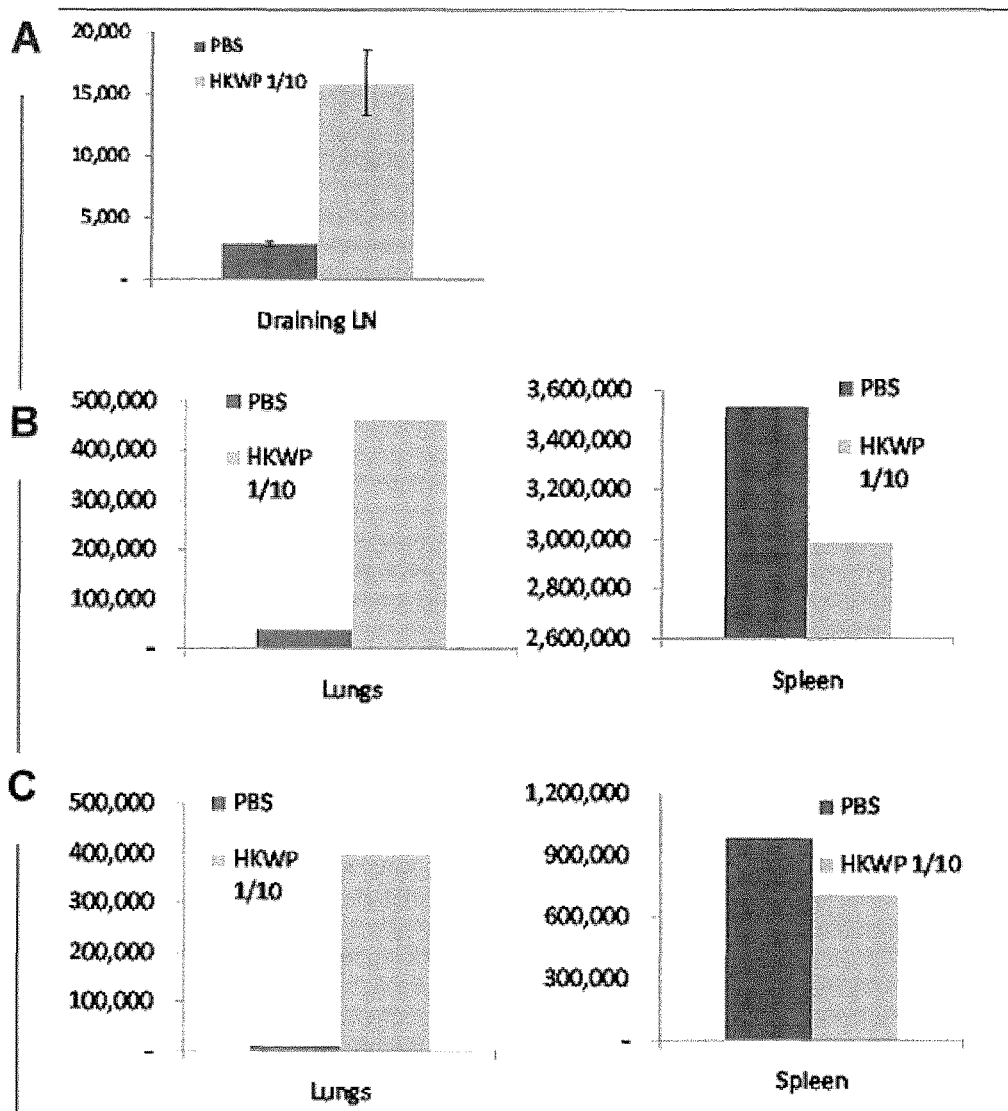 A
20,000
15,000
10,000
5,000
-
PBS
HKWP 1/10
Draining LN
B
500,000
400,000
300,000
200,000
100,000
-
PBS
HKWP
1/10
Lungs
3,600,000
3,400,000
3,200,000
3,000,000
2,800,000
2,600,000
PBS
HKWP
1/10
Spleen
C
500,000
400,000
300,000
200,000
100,000
-
PBS
HKWP
1/10
Lungs
1,200,000
900,000
600,000
300,000
-
PBS
HKWP 1/10
Spleen